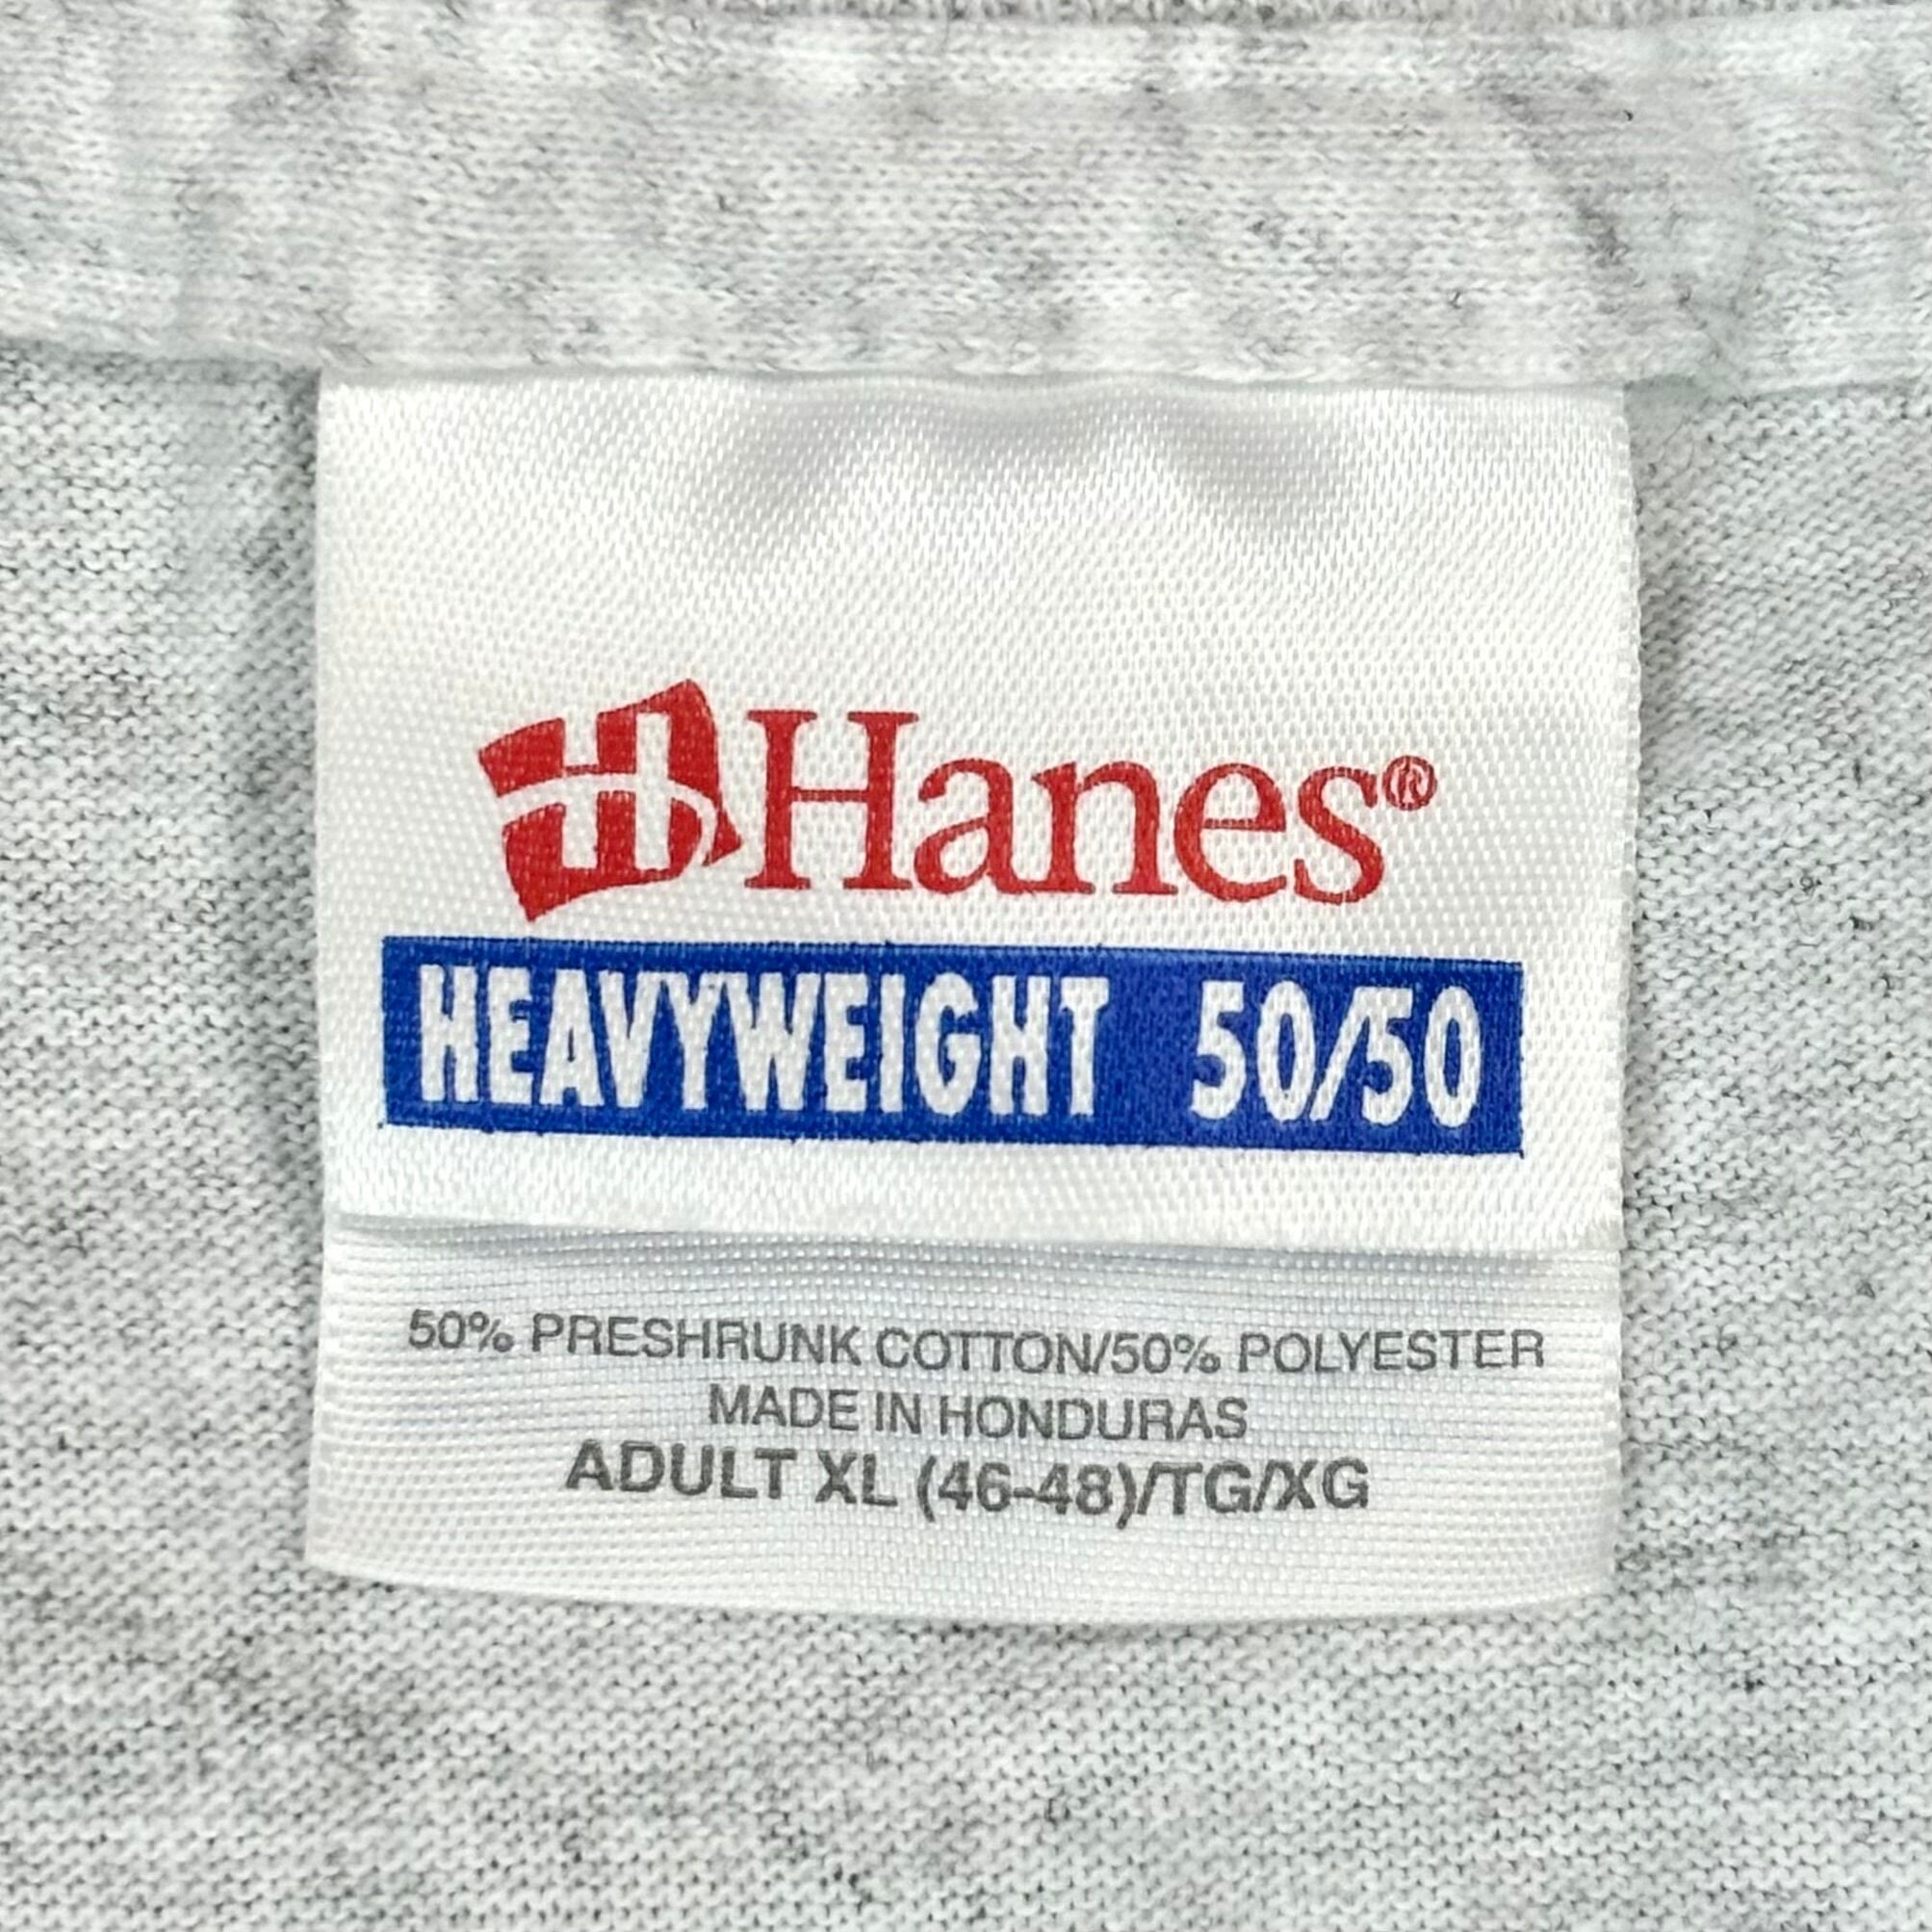 H Hanes®
HEAVYWEIGHT 50/50
50% PRESHRUNK COTTON/50% POLYESTER
MADE IN HONDURAS
ADULT XL (46-48)/TG/XG